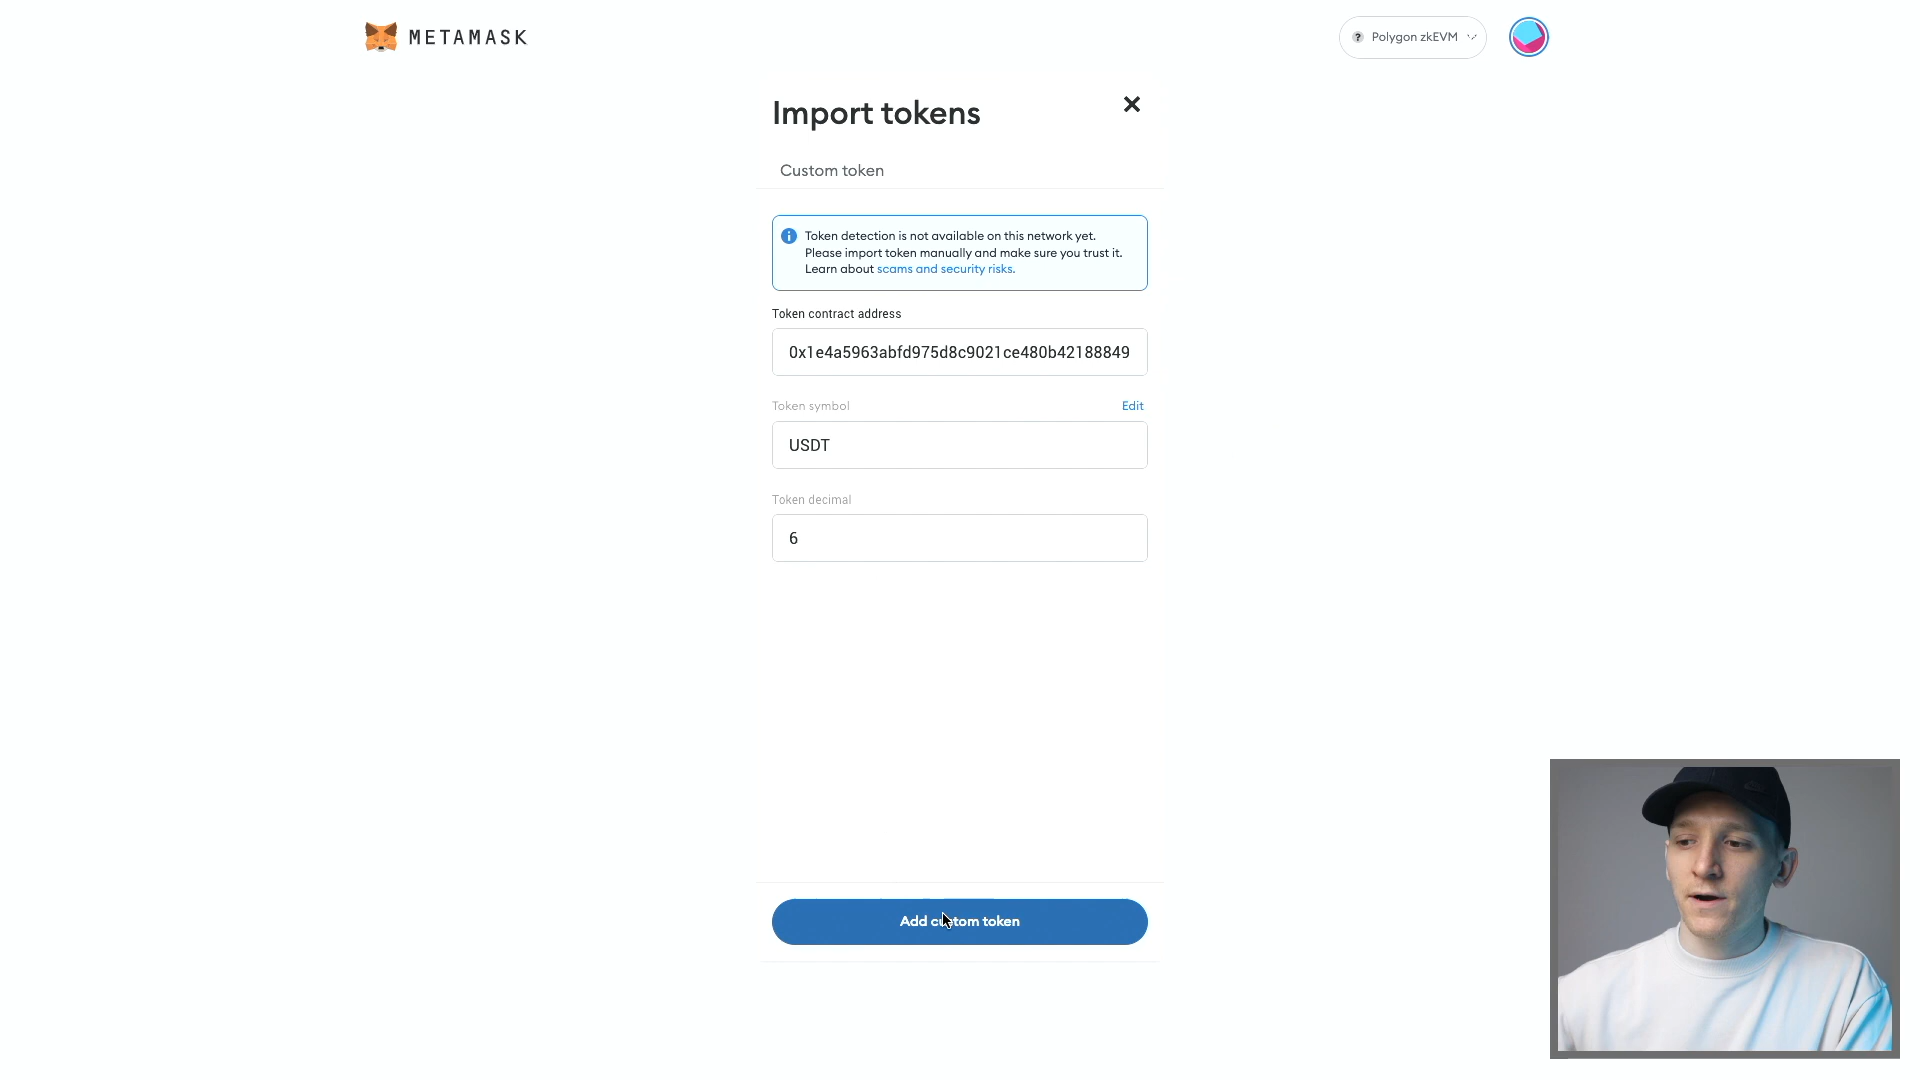 METAMASK
? Polygon zkEVM
Import tokens
Custom token
Token detection is not available on this network yet.
Please import token manually and make sure you trust it.
Learn about scams and security risks.
Token contract address
0x1e4a5963abfd975d8c9021ce480b42188849
Token symbol
Edit
USDT
Token decimal
6
Add custom token